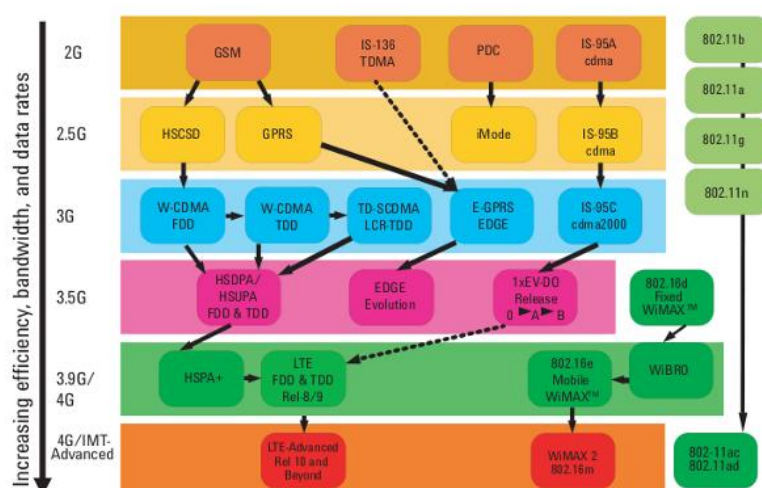 Increasing efficiency, bandwidth, and data rates
2G
GSM
IS-136
TDMA
PDC
IS-95A
cdma
802.11b
802.11a
2.5G
HSCSD
GPRS
iMode
IS-95B
cdma
802.11g
802.11n
3G
W-CDMA
FDD
W-CDMA
TDD
TD-SCDMA
LCR-TDD
E-GPRS
EDGE
IS-95C
cdma2000
3.5G
HSDPA/
HSUPA
FDD & TDD
EDGE
Evolution
1xEV-DO
Release
0 ► A ► B
802.16d
Fixed
WiMAX™
3.9G/
4G
HSPA+
LTE
FDD & TDD
Rel-8/9
802.16e
Mobile
WiMAX™
WiBRO
4G/IMT-
Advanced
LTE-Advanced
Rel 10 and
Beyond
WiMAX 2
802.16m
802-11ac
802.11ad